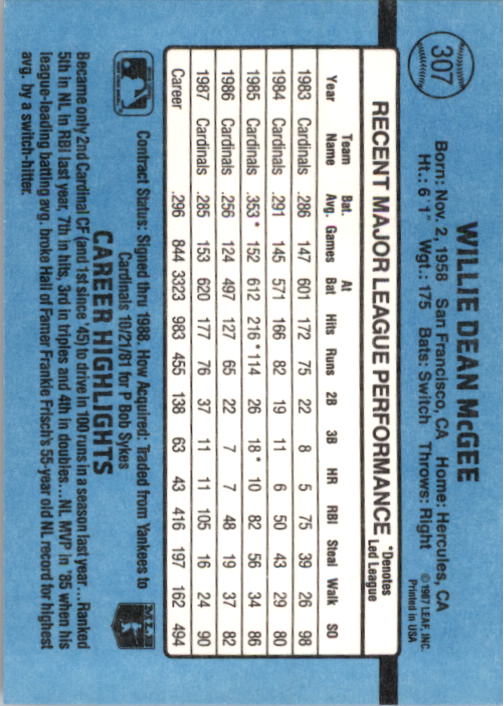 307
WILLIE DEAN McGEE
Born: Nov. 2, 1958 San Francisco, CA Home: Hercules, CA
Ht.: 6'1" Wgt.: 175 Bats: Switch Throws: Right
© 1987 LEAF, INC.
Printed in USA
RECENT MAJOR LEAGUE PERFORMANCE *Denotes Led League
Year Team Name Bat. Avg. Games At Bat Hits Runs 2B 3B HR RBI Steal Walk SO
1983 Cardinals .286 147 601 172 75 22 8 5 75 39 26 98
1984 Cardinals .291 145 571 166 82 19 11 6 50 43 29 80
1985 Cardinals .353* 152 612 216* 114 26 18* 10 82 56 34 86
1986 Cardinals .256 124 497 127 65 22 7 7 48 19 37 82
1987 Cardinals .285 153 620 177 76 37 11 11 105 16 24 90
Career .296 844 3323 983 455 138 63 43 416 197 162 494
Contract Status: Signed thru 1988. How Acquired: Traded from Yankees to
Cardinals 10/21/81 for P Bob Sykes
MLB
CAREER HIGHLIGHTS
Became only 2nd Cardinal CF (and 1st since '45) to drive in 100 runs in a season last year...Ranked
5th in NL in RBI last year, 7th in hits, 3rd in triples and 4th in doubles...NL MVP in '85 when his
league-leading batting avg. broke Hall of Famer Frankie Frisch's 55-year old NL record for highest
avg. by a switch-hitter.